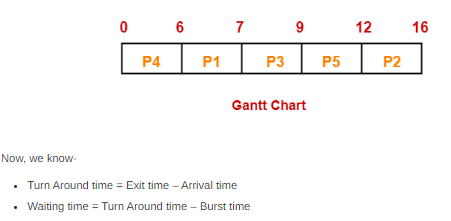 0 6 7 9 12 16
P4 P1 P3 P5 P2
Gantt Chart
Now, we know-
• Turn Around time = Exit time – Arrival time
• Waiting time = Turn Around time – Burst time